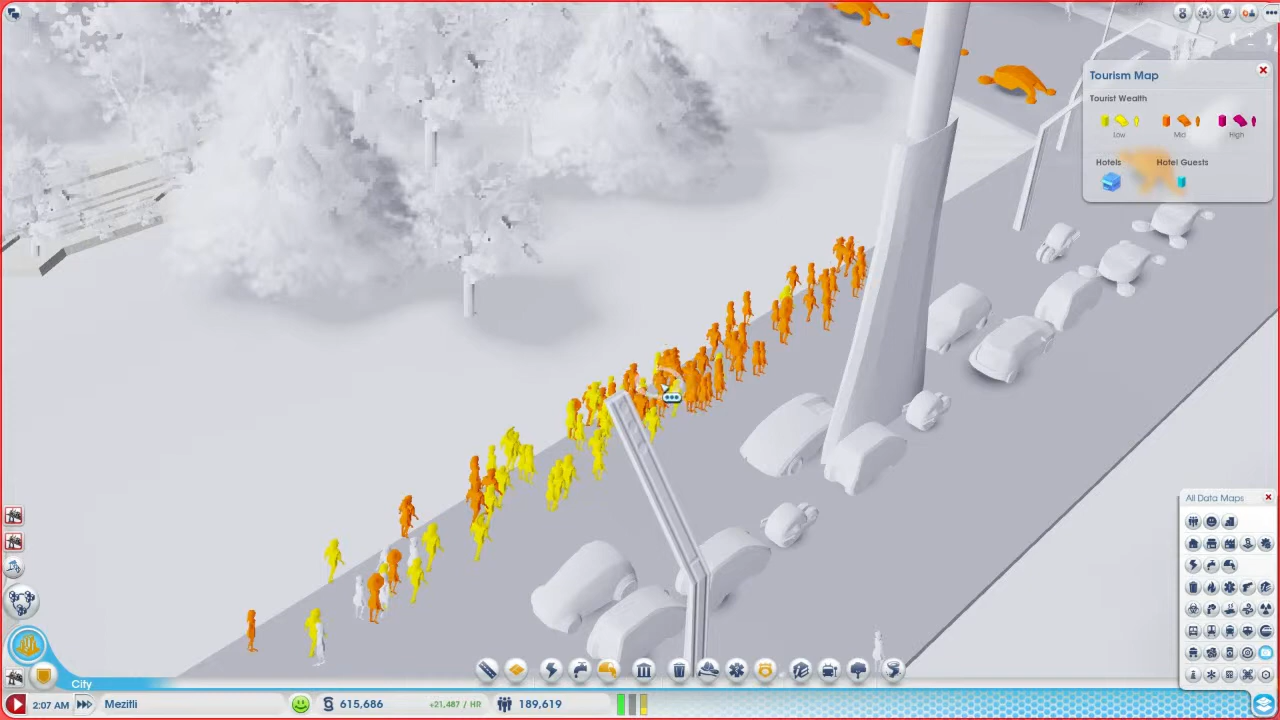 Tourism Map
Tourist Wealth
Low
Mid
High
Hotels
Hotel Guests
All Data Maps
City
2:07 AM
Mezitli
615,686
+21,487 / HR
189,619